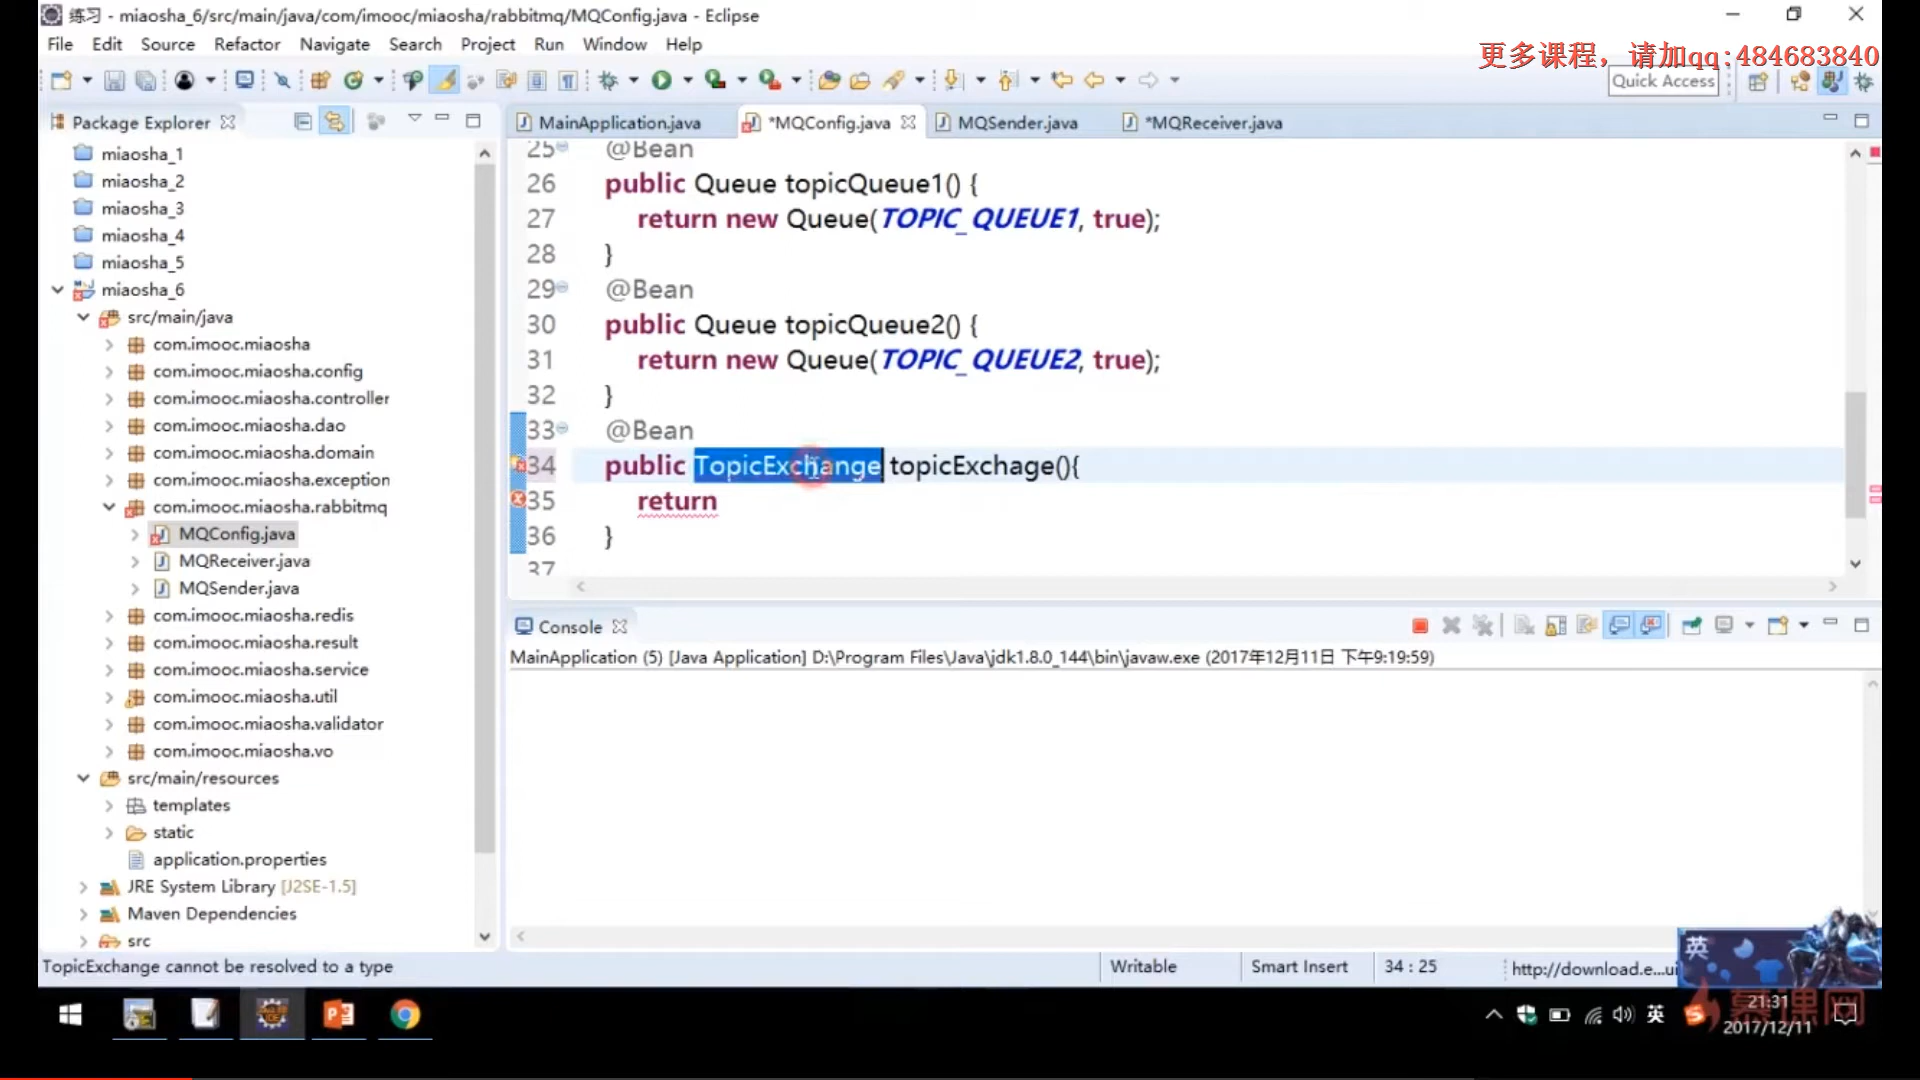 练习 - miaosha_6/src/main/java/com/imooc/miaosha/rabbitmq/MQConfig.java - Eclipse
File Edit Source Refactor Navigate Search Project Run Window Help
更多课程，请加qq:484683840
Quick Access
Package Explorer
MainApplication.java
*MQConfig.java
MQSender.java
*MQReceiver.java
miaosha_1
miaosha_2
miaosha_3
miaosha_4
miaosha_5
miaosha_6
src/main/java
com.imooc.miaosha
com.imooc.miaosha.config
com.imooc.miaosha.controller
com.imooc.miaosha.dao
com.imooc.miaosha.domain
com.imooc.miaosha.exception
com.imooc.miaosha.rabbitmq
MQConfig.java
MQReceiver.java
MQSender.java
com.imooc.miaosha.redis
com.imooc.miaosha.result
com.imooc.miaosha.service
com.imooc.miaosha.util
com.imooc.miaosha.validator
com.imooc.miaosha.vo
src/main/resources
templates
static
application.properties
JRE System Library [J2SE-1.5]
Maven Dependencies
src
25 @Bean
26 public Queue topicQueue1() {
27 return new Queue(TOPIC_QUEUE1, true);
28 }
29 @Bean
30 public Queue topicQueue2() {
31 return new Queue(TOPIC_QUEUE2, true);
32 }
33 @Bean
34 public TopicExchange topicExchage(){
35 return
36 }
37
Console
MainApplication (5) [Java Application] D:\Program Files\Java\jdk1.8.0_144\bin\javaw.exe (2017年12月11日 下午9:19:59)
TopicExchange cannot be resolved to a type
Writable
Smart Insert
34 : 25
http://download.e...ui
英
英
21:31
2017/12/11
慕课网